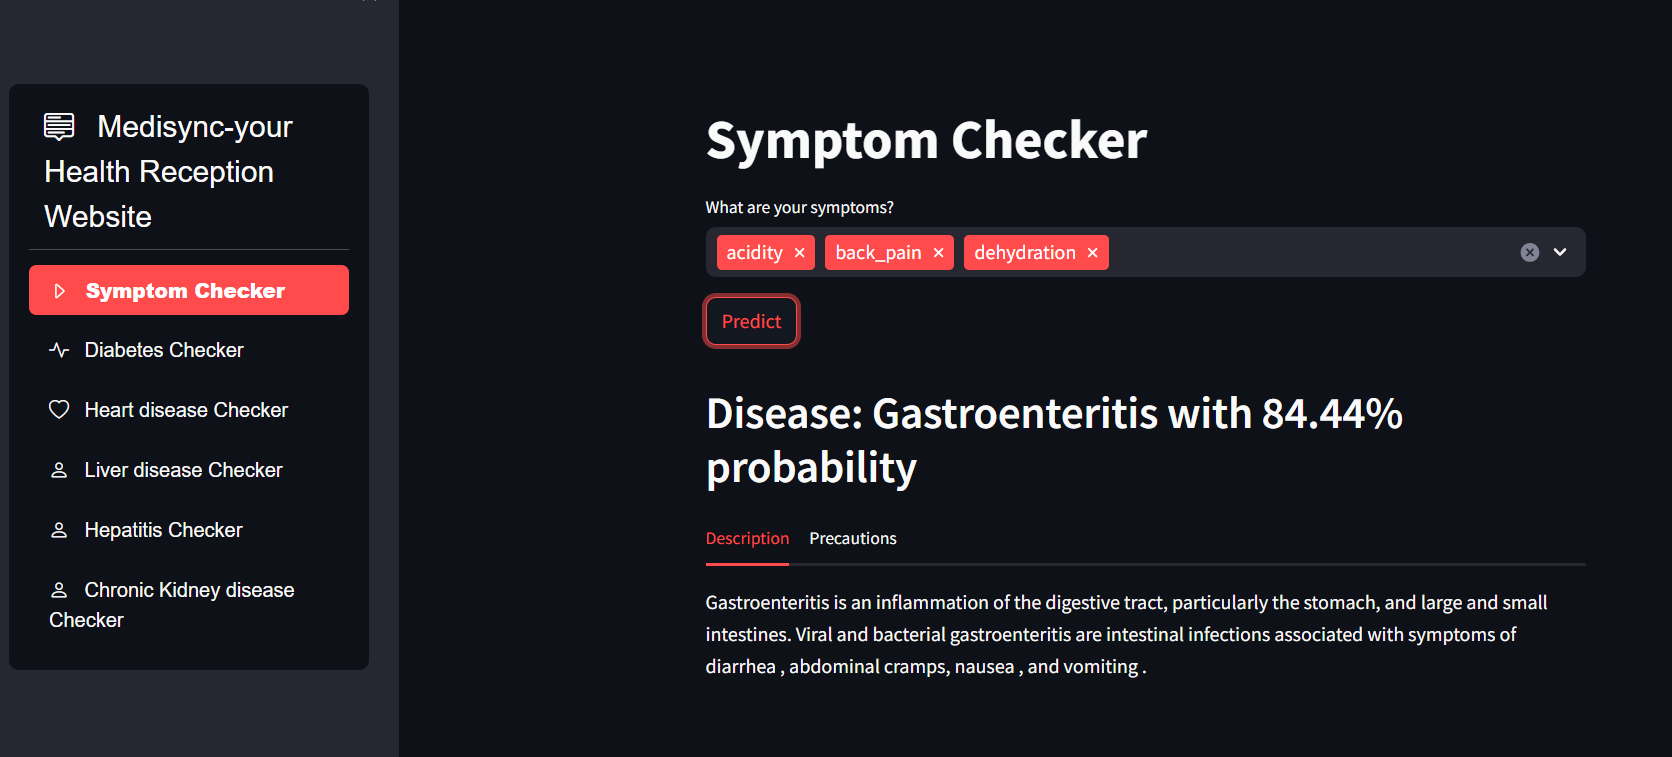 Medisync-your
Health Reception
Website
Symptom Checker
Diabetes Checker
Heart disease Checker
Liver disease Checker
Hepatitis Checker
Chronic Kidney disease
Checker
Symptom Checker
What are your symptoms?
acidity × back_pain × dehydration ×
Predict
Disease: Gastroenteritis with 84.44%
probability
Description Precautions
Gastroenteritis is an inflammation of the digestive tract, particularly the stomach, and large and small
intestines. Viral and bacterial gastroenteritis are intestinal infections associated with symptoms of
diarrhea , abdominal cramps, nausea , and vomiting .